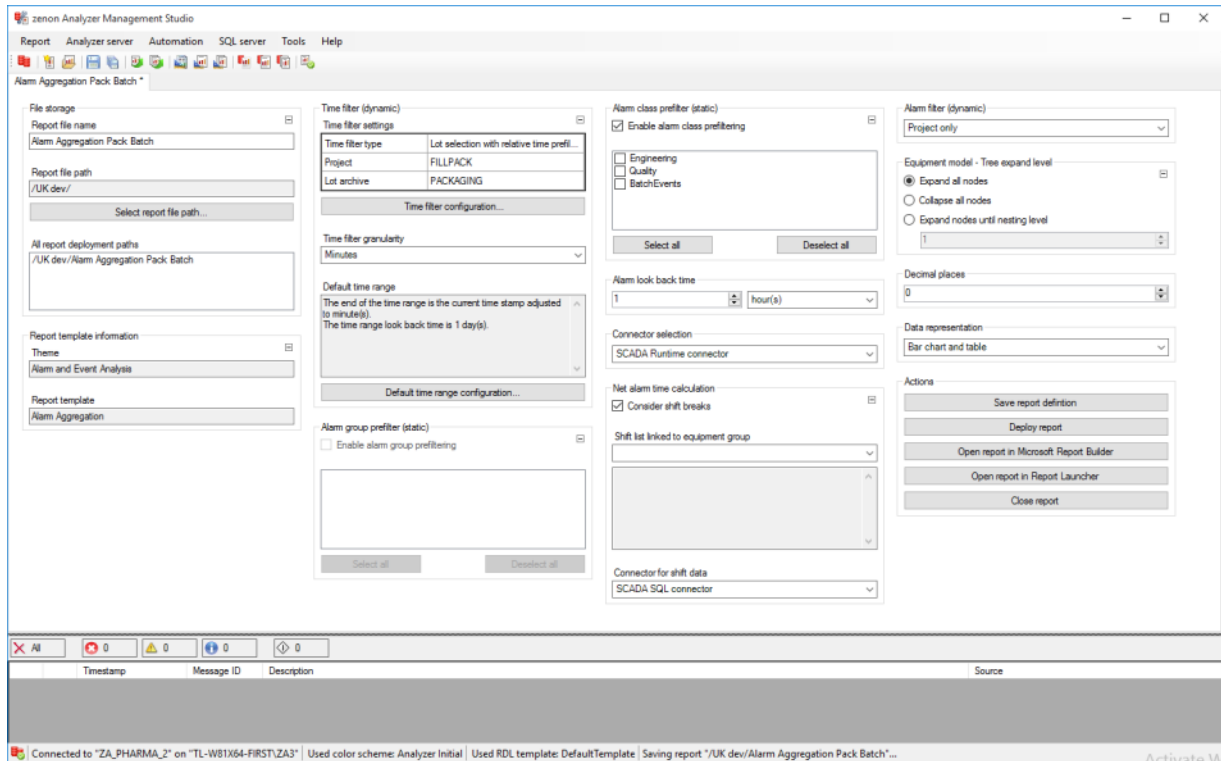 zenon Analyzer Management Studio
Report Analyzer server Automation SQL server Tools Help
Alarm Aggregation Pack Batch *
File storage
Report file name
Alarm Aggregation Pack Batch
Report file path
/UK dev/
Select report file path...
All report deployment paths
/UK dev/Alarm Aggregation Pack Batch
Report template information
Theme
Alarm and Event Analysis
Report template
Alarm Aggregation
Time filter (dynamic)
Time filter settings
Time filter type Lot selection with relative time prefil...
Project FILLPACK
Lot archive PACKAGING
Time filter configuration...
Time filter granularity
Minutes
Default time range
The end of the time range is the current time stamp adjusted
to minute(s).
The time range look back time is 1 day(s).
Default time range configuration...
Alarm group prefilter (static)
Enable alarm group prefiltering
Select all Deselect all
Alarm class prefilter (static)
Enable alarm class prefiltering
Engineering
Quality
BatchEvents
Select all Deselect all
Alarm look back time
1 hour(s)
Connector selection
SCADA Runtime connector
Net alarm time calculation
Consider shift breaks
Shift list linked to equipment group
Connector for shift data
SCADA SQL connector
Alarm filter (dynamic)
Project only
Equipment model - Tree expand level
Expand all nodes
Collapse all nodes
Expand nodes until nesting level
1
Decimal places
0
Data representation
Bar chart and table
Actions
Save report defintion
Deploy report
Open report in Microsoft Report Builder
Open report in Report Launcher
Close report
All 0 0 0 0
Timestamp Message ID Description Source
Connected to "ZA_PHARMA_2" on "TL-W81X64-FIRST\ZA3" Used color scheme: Analyzer Initial Used RDL template: DefaultTemplate Saving report "/UK dev/Alarm Aggregation Pack Batch"...
Activate W